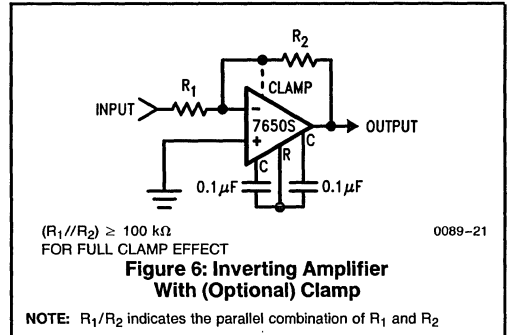 R2
R1
CLAMP
INPUT
−
7650S
OUTPUT
+
C
R
C
0.1μF
0.1μF
(R1//R2) ≥ 100 kΩ
0089–21
FOR FULL CLAMP EFFECT
Figure 6: Inverting Amplifier
With (Optional) Clamp
NOTE: R1/R2 indicates the parallel combination of R1 and R2